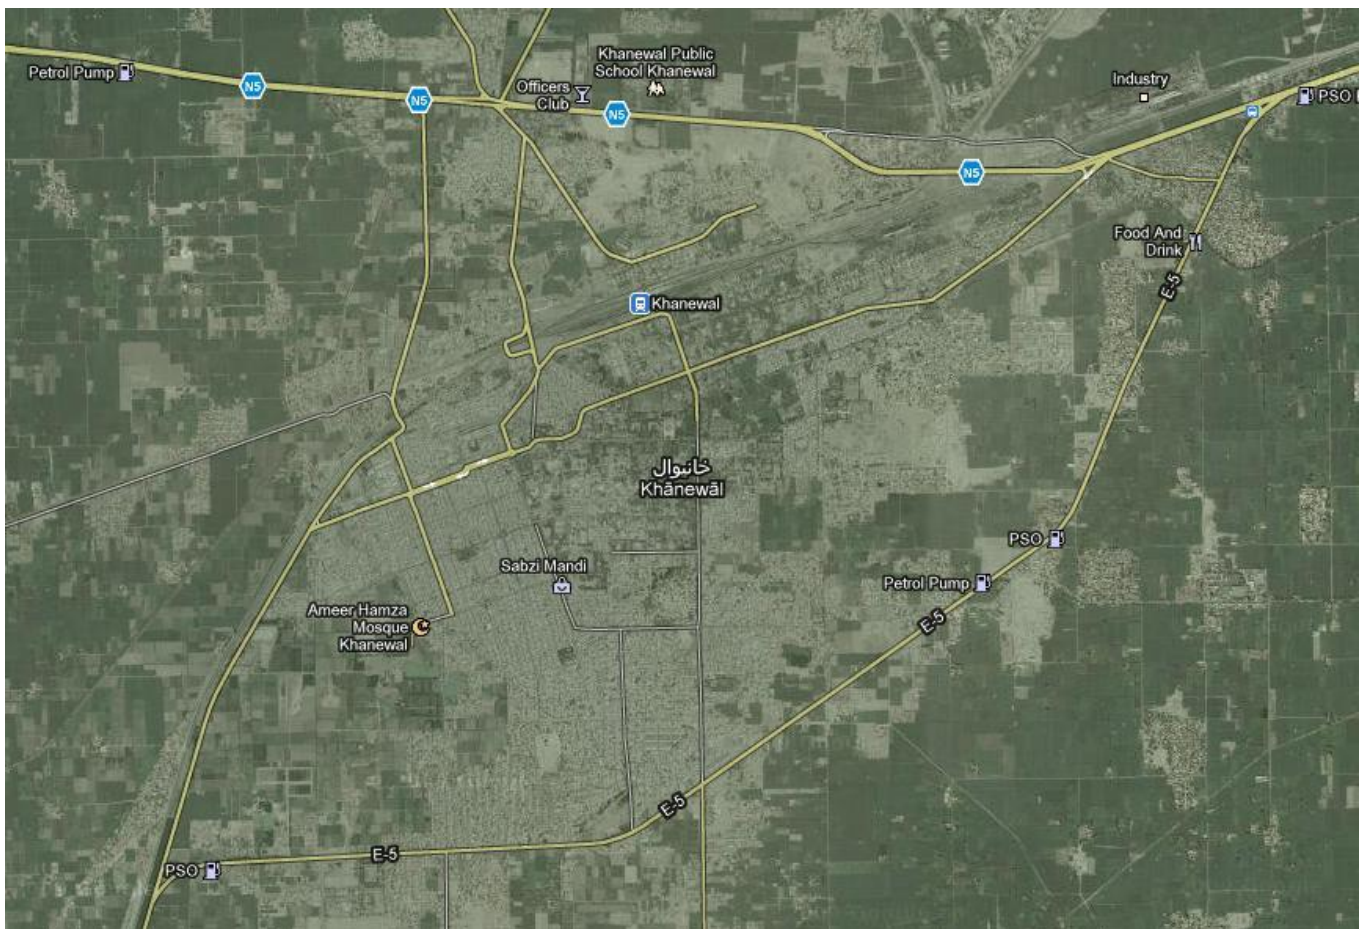 Khanewal Public
School Khanewal
Petrol Pump
N5
N5
Officers
Club
N5
Industry
PSO
N5
Food And
Drink
E-5
Khanewal
خانیوال
Khānewāl
PSO
Sabzi Mandi
Petrol Pump
Ameer Hamza
Mosque
Khanewal
E-5
E-5
E-5
PSO